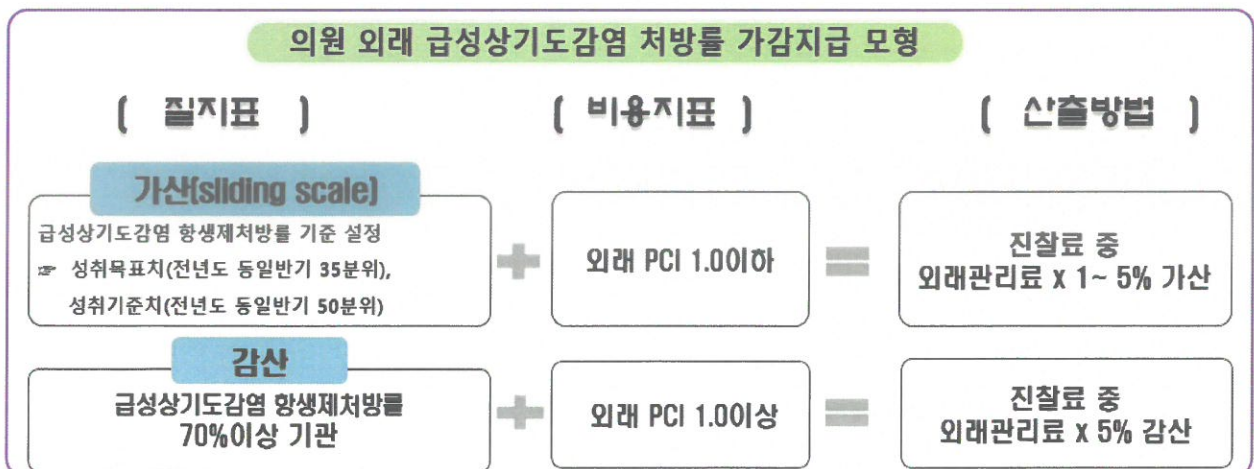 의원 외래 급성상기도감염 처방률 가감지급 모형
( 질지표 )
( 비용지표 )
( 산출방법 )
가산(sliding scale)
급성상기도감염 항생제처방률 기준 설정
☞ 성취목표치(전년도 동일반기 35분위),
성취기준치(전년도 동일반기 50분위)
+
외래 PCI 1.0이하
=
진찰료 중
외래관리료 x 1~ 5% 가산
감산
급성상기도감염 항생제처방률
70%이상 기관
+
외래 PCI 1.0이상
=
진찰료 중
외래관리료 x 5% 감산